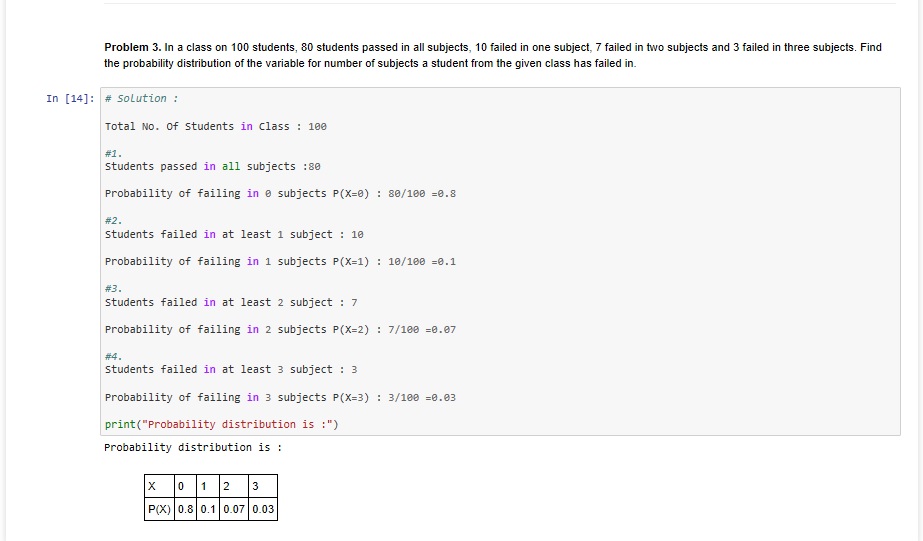 Problem 3. In a class on 100 students, 80 students passed in all subjects, 10 failed in one subject, 7 failed in two subjects and 3 failed in three subjects. Find
the probability distribution of the variable for number of subjects a student from the given class has failed in.
In [14]: # Solution :
Total No. Of Students in Class : 100
#1.
Students passed in all subjects :80
Probability of failing in 0 subjects P(X=0) : 80/100 =0.8
#2.
Students failed in at least 1 subject : 10
Probability of failing in 1 subjects P(X=1) : 10/100 =0.1
#3.
Students failed in at least 2 subject : 7
Probability of failing in 2 subjects P(X=2) : 7/100 =0.07
#4.
Students failed in at least 3 subject : 3
Probability of failing in 3 subjects P(X=3) : 3/100 =0.03
print("Probability distribution is :")
Probability distribution is :
X 0 1 2 3
P(X) 0.8 0.1 0.07 0.03